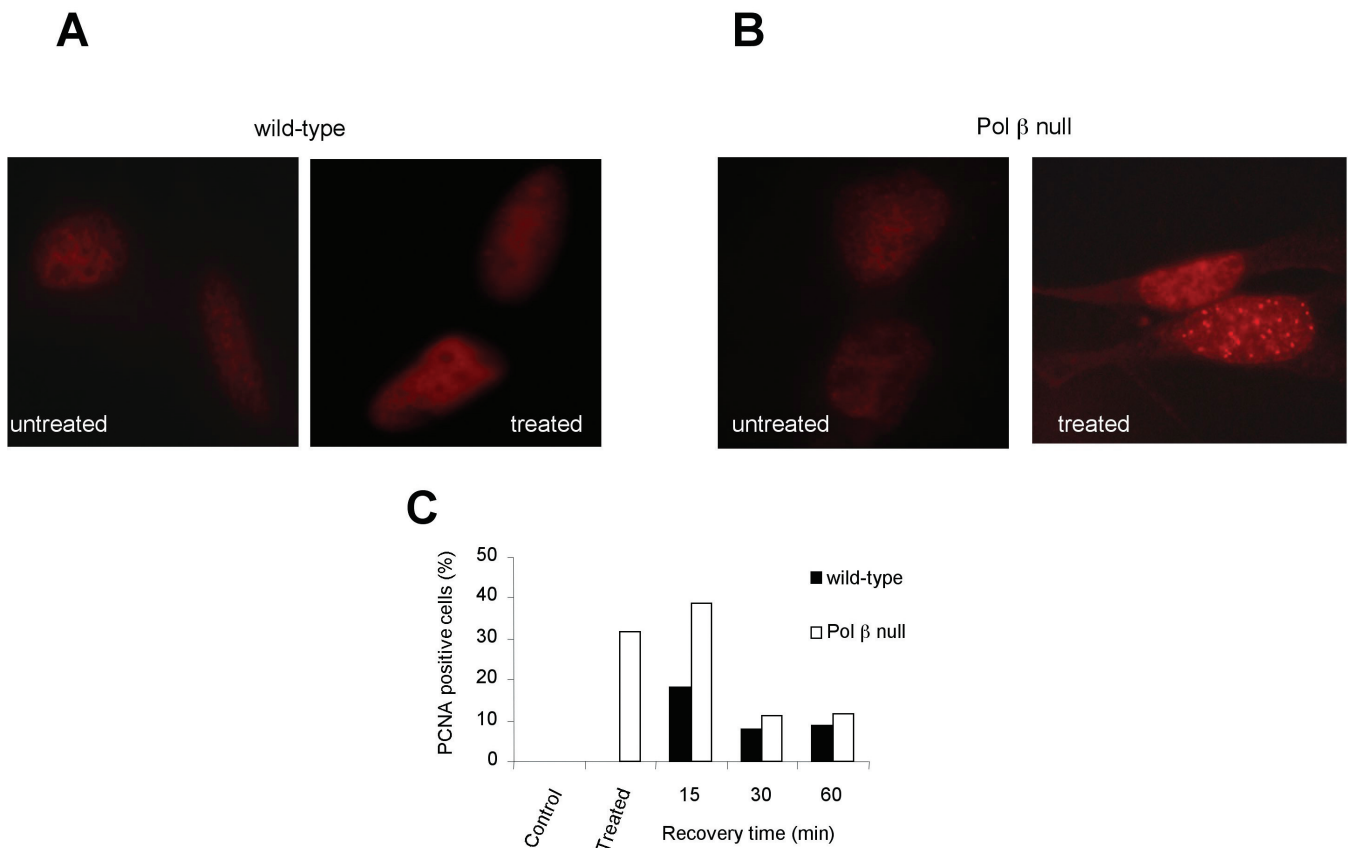 A
B
wild-type
Pol β null
untreated
treated
untreated
treated
C
PCNA positive cells (%)
50
40
30
20
10
0
wild-type
Pol β null
Control
Treated
15
30
60
Recovery time (min)